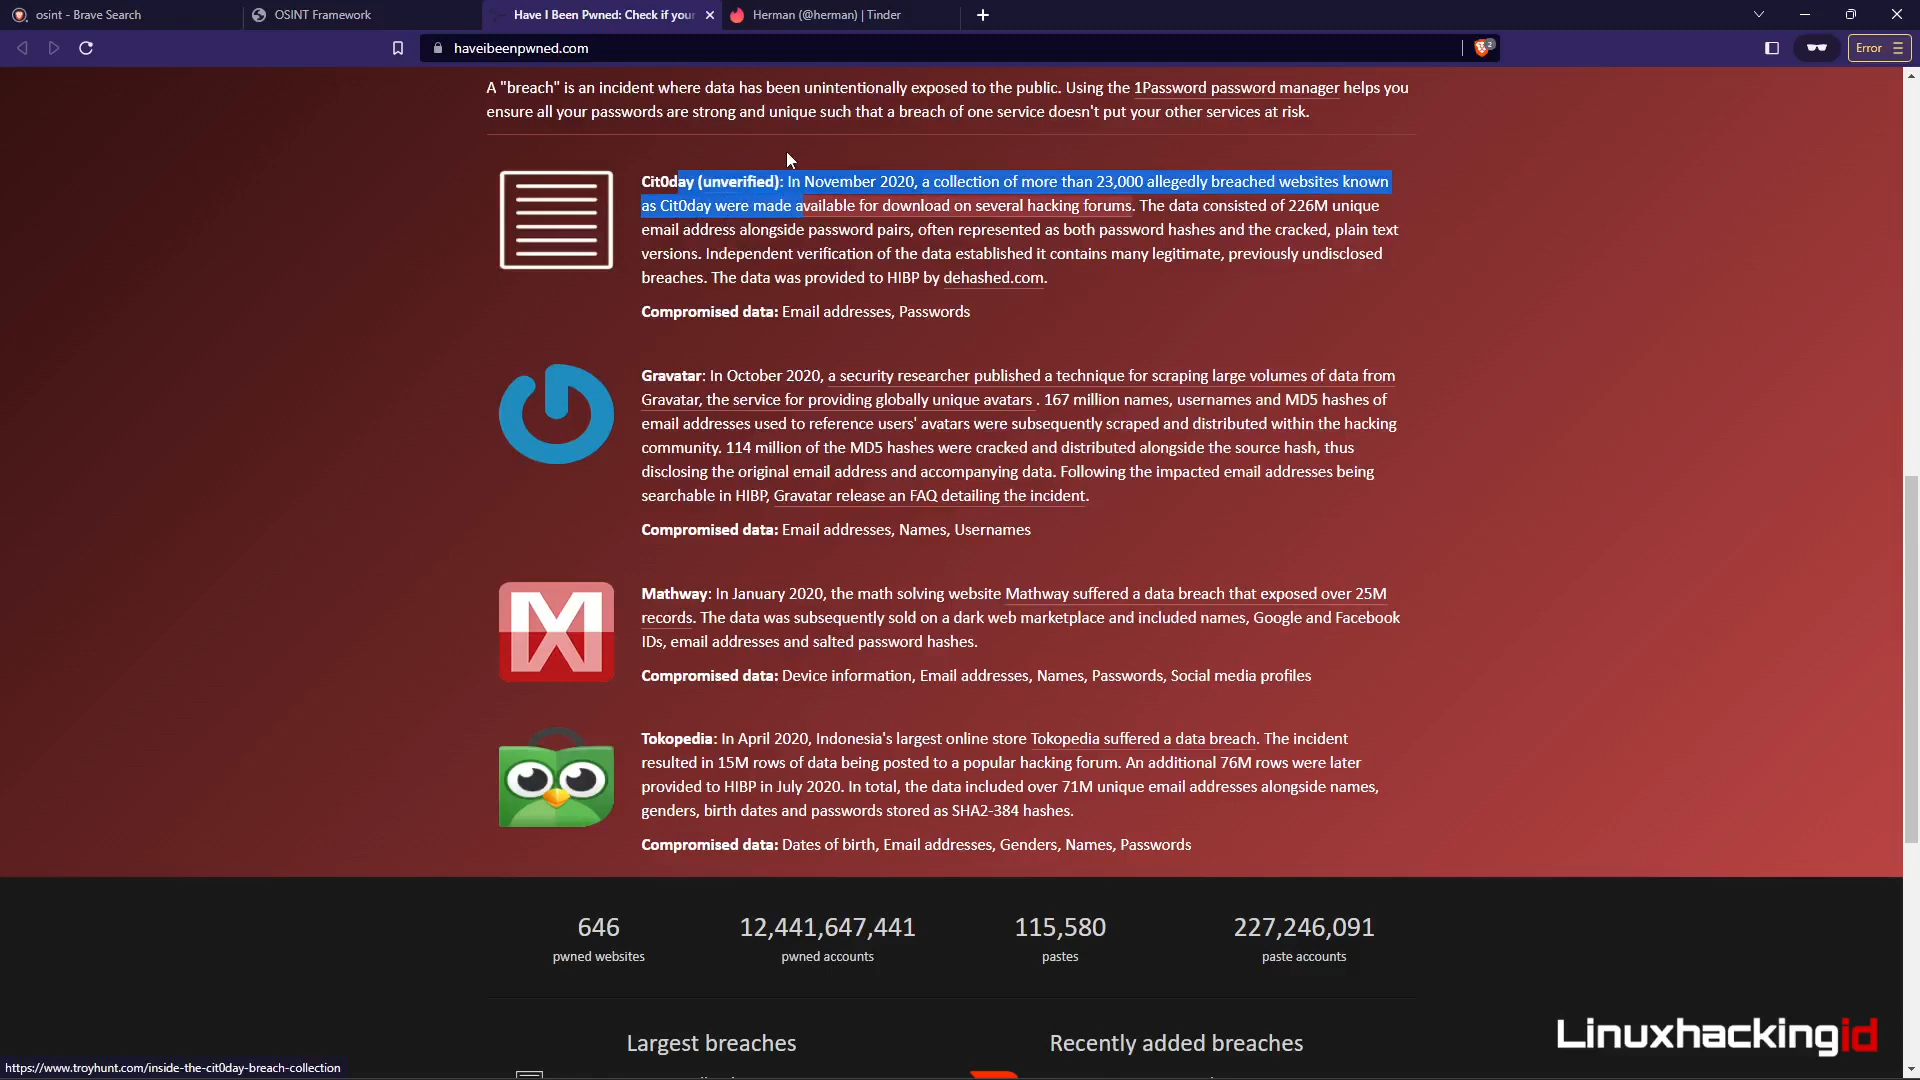 osint - Brave Search
OSINT Framework
Have I Been Pwned: Check if your
Herman (@herman) | Tinder
haveibeenpwned.com
2
Error
A "breach" is an incident where data has been unintentionally exposed to the public. Using the 1Password password manager helps you
ensure all your passwords are strong and unique such that a breach of one service doesn't put your other services at risk.
Cit0day (unverified): In November 2020, a collection of more than 23,000 allegedly breached websites known
as Cit0day were made available for download on several hacking forums. The data consisted of 226M unique
email address alongside password pairs, often represented as both password hashes and the cracked, plain text
versions. Independent verification of the data established it contains many legitimate, previously undisclosed
breaches. The data was provided to HIBP by dehashed.com.
Compromised data: Email addresses, Passwords
Gravatar: In October 2020, a security researcher published a technique for scraping large volumes of data from
Gravatar, the service for providing globally unique avatars . 167 million names, usernames and MD5 hashes of
email addresses used to reference users' avatars were subsequently scraped and distributed within the hacking
community. 114 million of the MD5 hashes were cracked and distributed alongside the source hash, thus
disclosing the original email address and accompanying data. Following the impacted email addresses being
searchable in HIBP, Gravatar release an FAQ detailing the incident.
Compromised data: Email addresses, Names, Usernames
Mathway: In January 2020, the math solving website Mathway suffered a data breach that exposed over 25M
records. The data was subsequently sold on a dark web marketplace and included names, Google and Facebook
IDs, email addresses and salted password hashes.
Compromised data: Device information, Email addresses, Names, Passwords, Social media profiles
Tokopedia: In April 2020, Indonesia's largest online store Tokopedia suffered a data breach. The incident
resulted in 15M rows of data being posted to a popular hacking forum. An additional 76M rows were later
provided to HIBP in July 2020. In total, the data included over 71M unique email addresses alongside names,
genders, birth dates and passwords stored as SHA2-384 hashes.
Compromised data: Dates of birth, Email addresses, Genders, Names, Passwords
646 12,441,647,441 115,580 227,246,091
pwned websites pwned accounts pastes paste accounts
Largest breaches Recently added breaches
Linuxhackingid
https://www.troyhunt.com/inside-the-cit0day-breach-collection